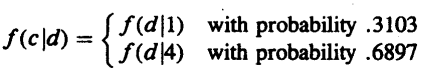 f(c|d) = { f(d|1) with probability .3103
f(d|4) with probability .6897